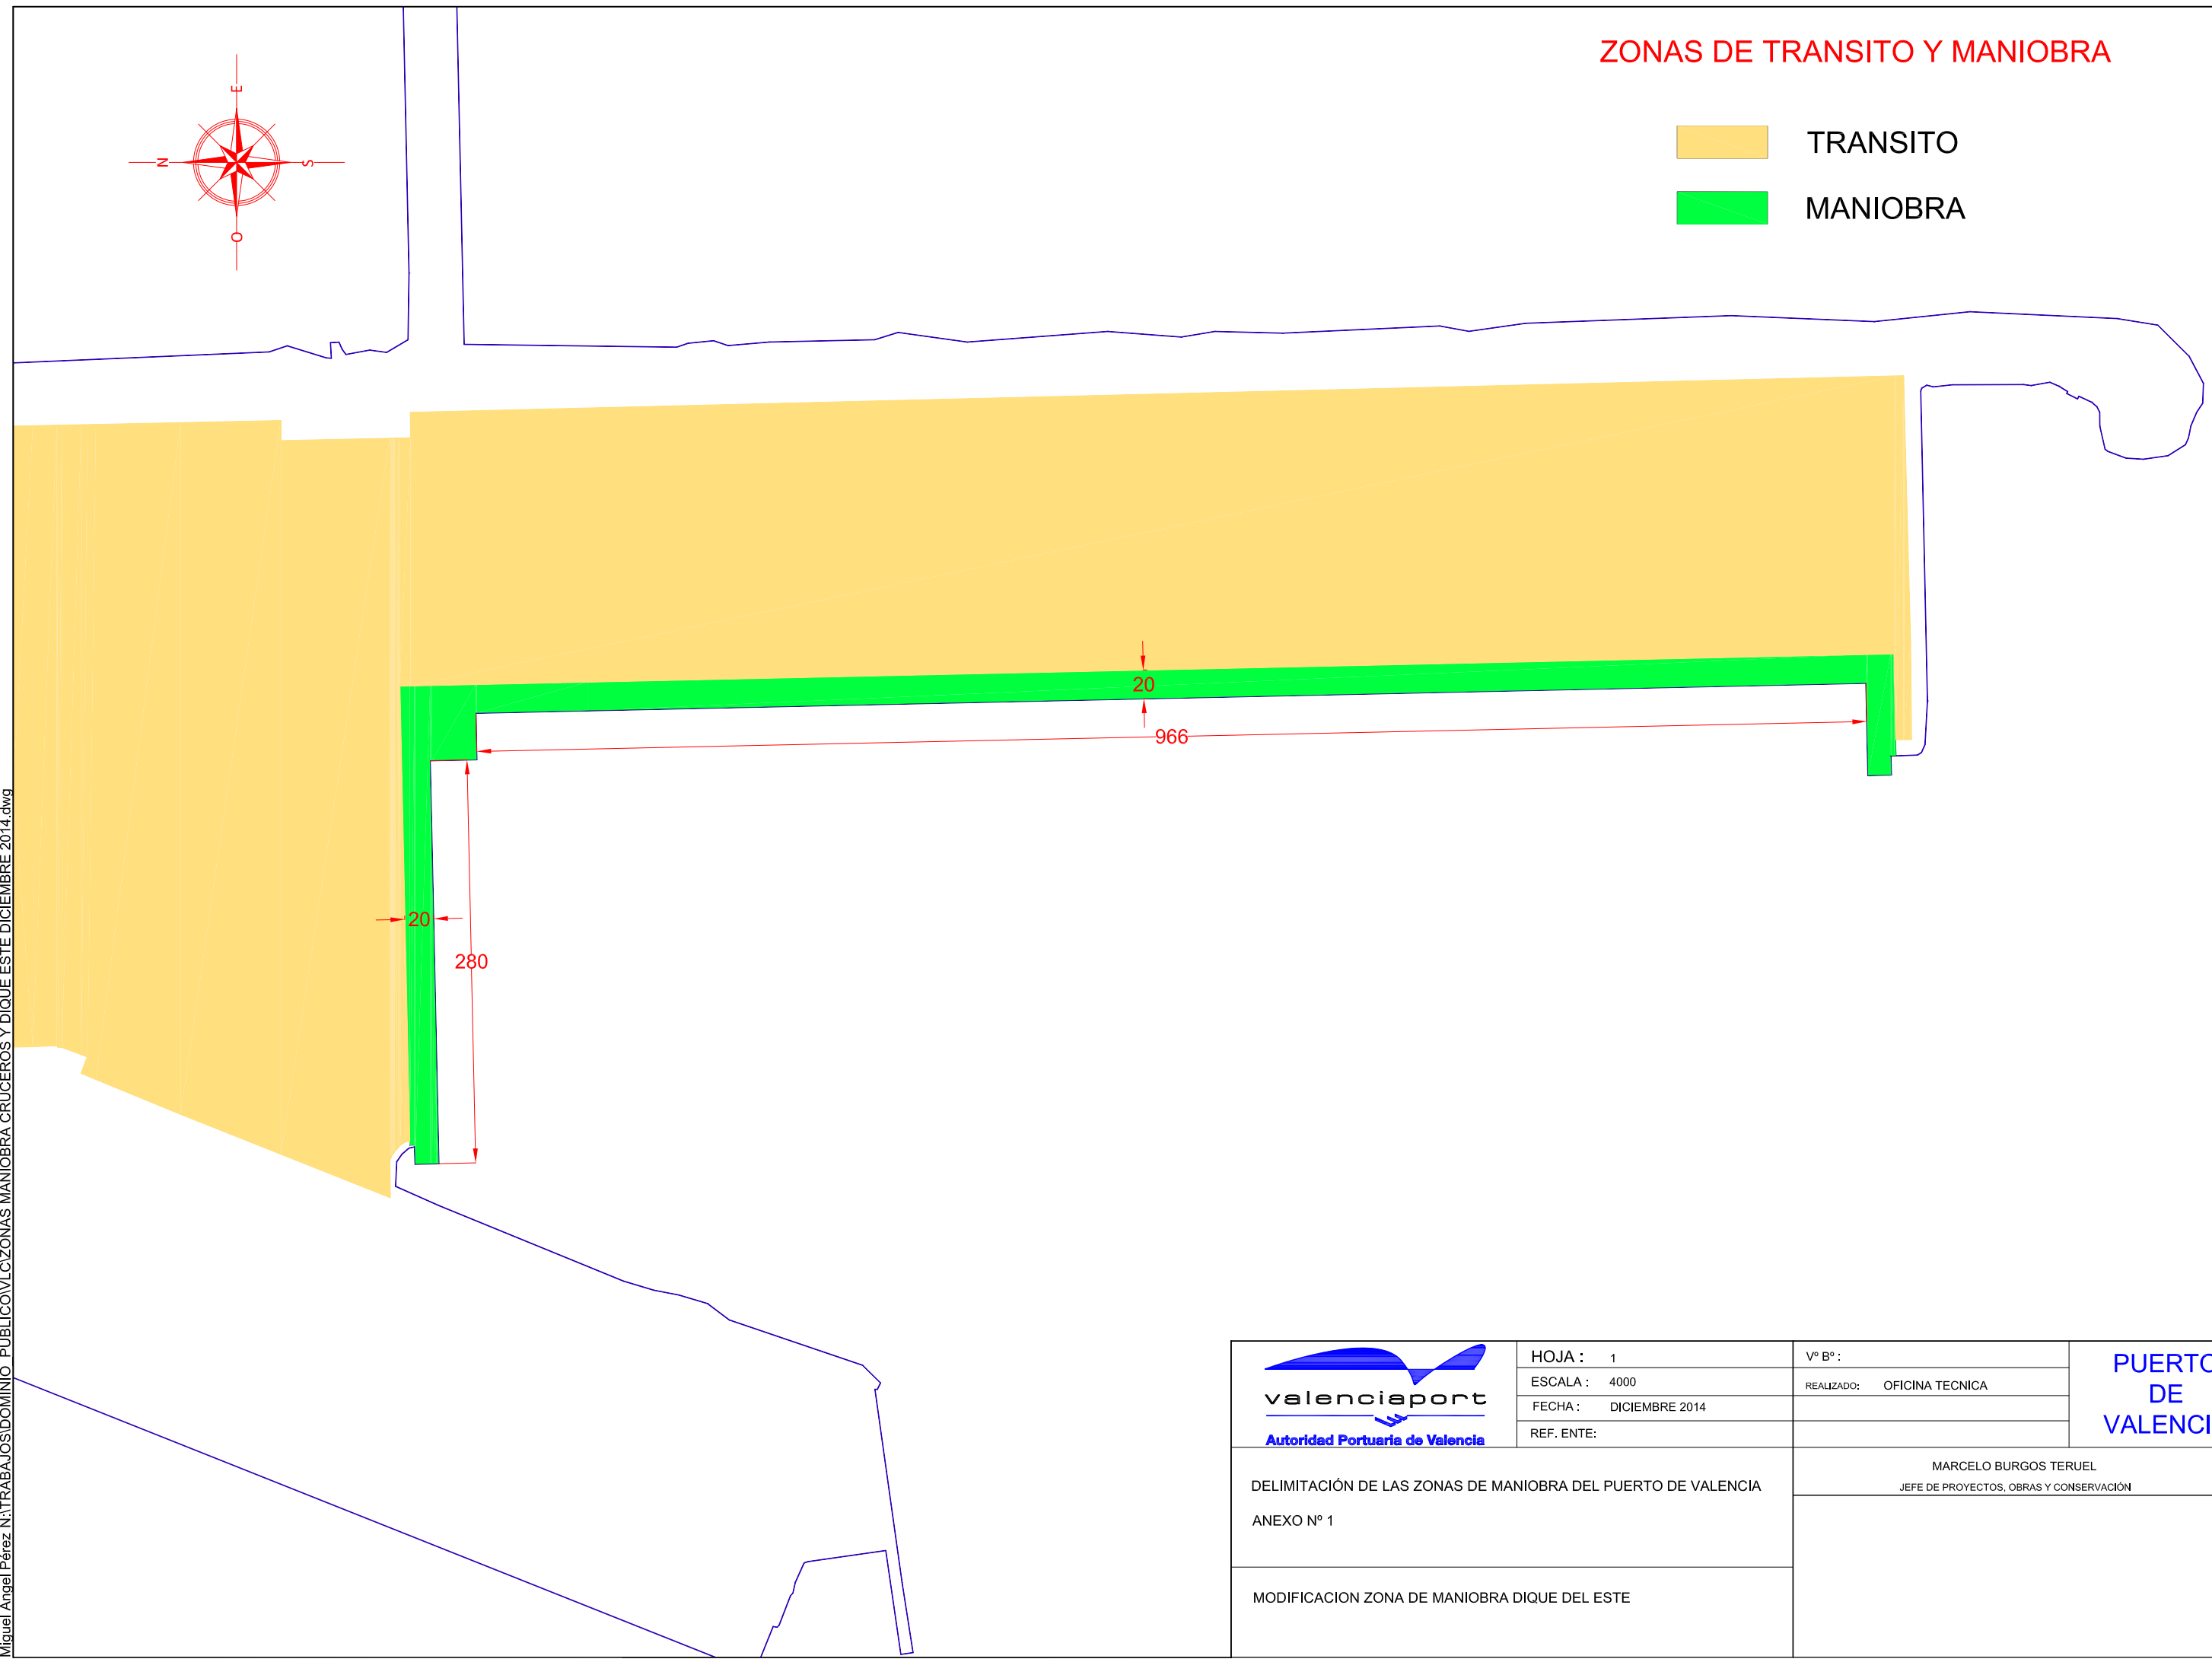 ZONAS DE TRANSITO Y MANIOBRA
TRANSITO
MANIOBRA
E
N
S
O
20
966
20
280
Miguel Angel Pérez N:\TRABAJOS\DOMINIO PUBLICO\VLC\ZONAS MANIOBRA CRUCEROS Y DIQUE ESTE DICIEMBRE 2014.dwg
valenciaport
Autoridad Portuaria de Valencia
HOJA : 1
ESCALA : 4000
FECHA : DICIEMBRE 2014
REF. ENTE:
Vº Bº :
REALIZADO: OFICINA TECNICA
PUERTO
DE
VALENCI
DELIMITACIÓN DE LAS ZONAS DE MANIOBRA DEL PUERTO DE VALENCIA
ANEXO Nº 1
MARCELO BURGOS TERUEL
JEFE DE PROYECTOS, OBRAS Y CONSERVACIÓN
MODIFICACION ZONA DE MANIOBRA DIQUE DEL ESTE